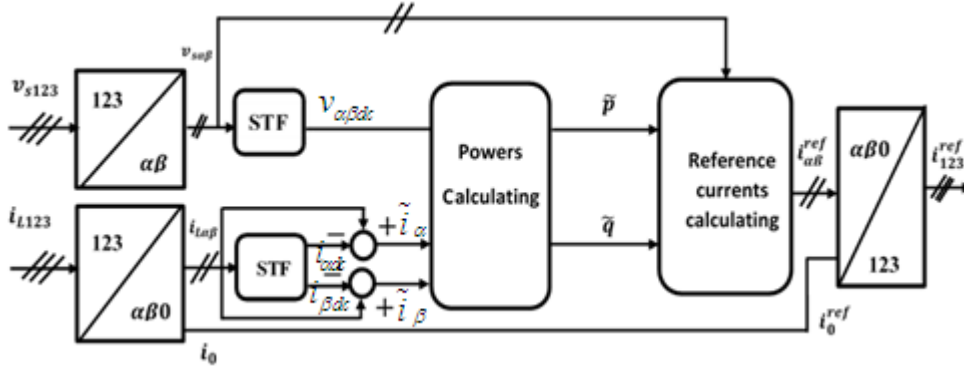 v_sαβ
v_s123
123
αβ
STF
v_αβdc
Powers
Calculating
p̃
q̃
Reference
currents
calculating
i_αβ^ref
αβ0
123
i_123^ref
i_L123
123
αβ0
i_Lαβ
STF
− + ĩ_α
i_αdc
−
i_βdc
+ ĩ_β
i_0
i_0^ref